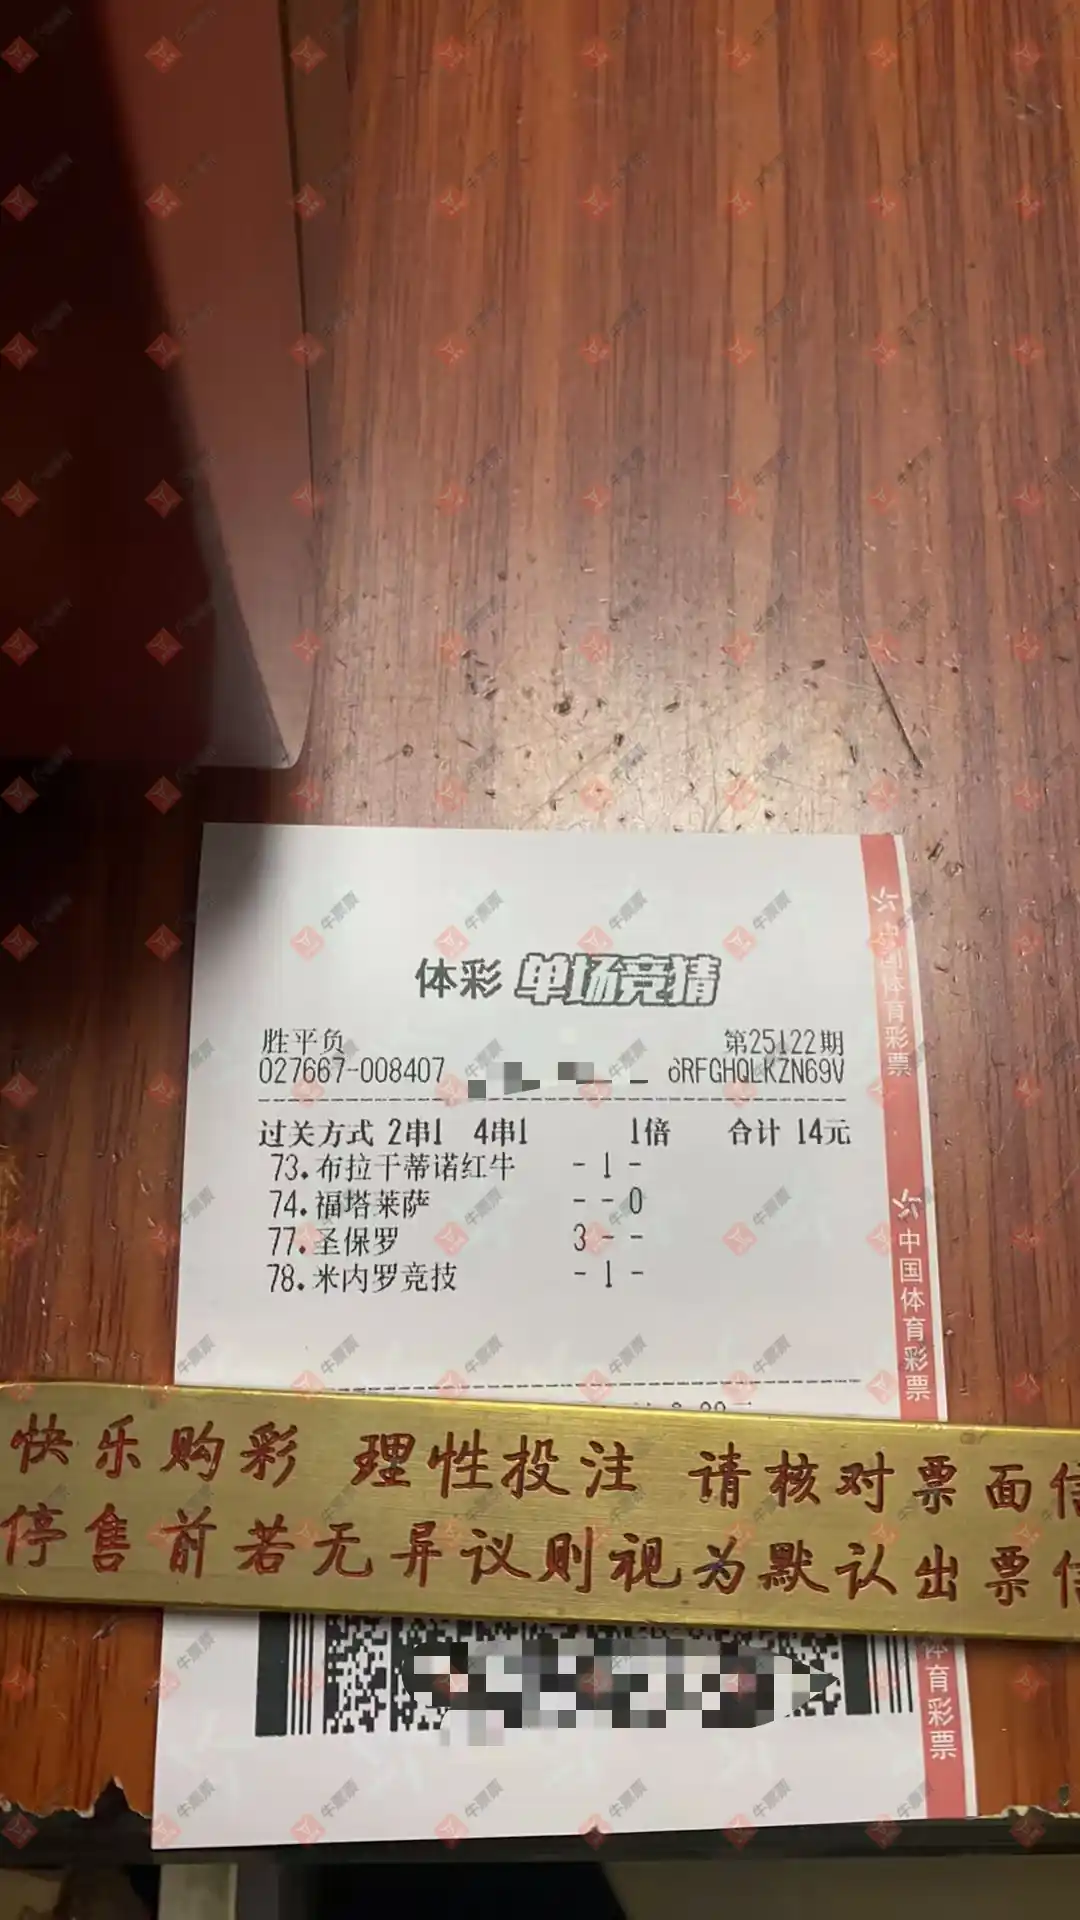 体彩 单场竞猜
胜平负 第25122期
027667-008407 6RFGHQLKZN69V
过关方式 2串1 4串1 1倍 合计 14元
73.布拉干蒂诺红牛 - 1 -
74.福塔莱萨 - - 0
77.圣保罗 3 - -
78.米内罗竞技 - 1 -
快乐购彩 理性投注 请核对票面信
停售前若无异议则视为默认出票信
中国体育彩票
中国体育彩票
体育彩票
牛票票